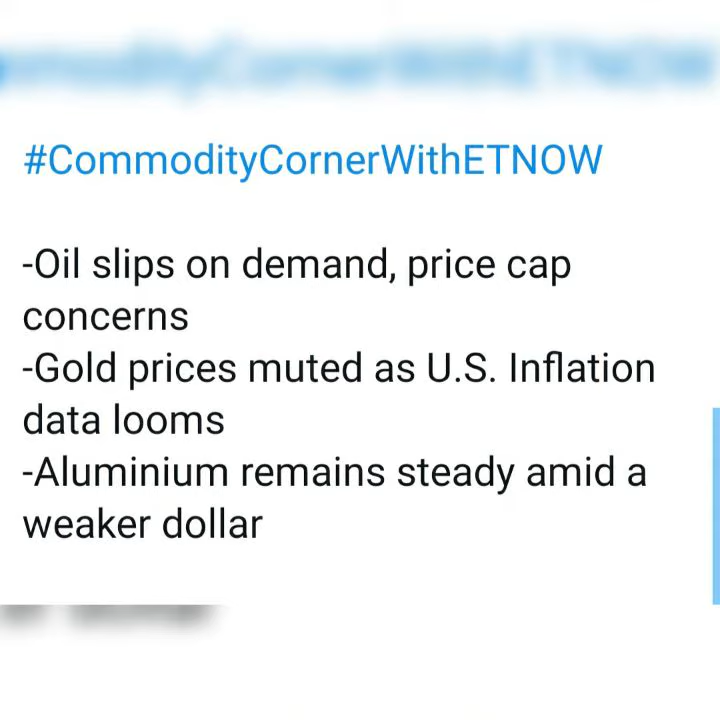 #CommodityCornerWithETNOW
-Oil slips on demand, price cap
concerns
-Gold prices muted as U.S. Inflation
data looms
-Aluminium remains steady amid a
weaker dollar